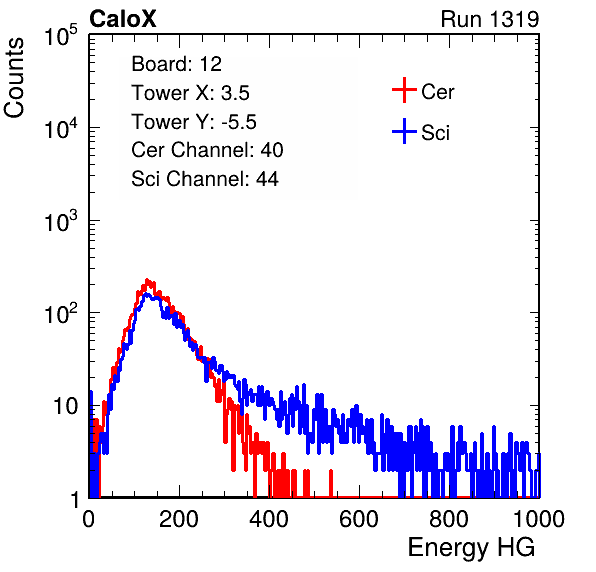 CaloX Run 1319
Counts
10^5
10^4
10^3
10^2
10
1
Board: 12
Tower X: 3.5
Tower Y: -5.5
Cer Channel: 40
Sci Channel: 44
Cer
Sci
0 200 400 600 800 1000
Energy HG